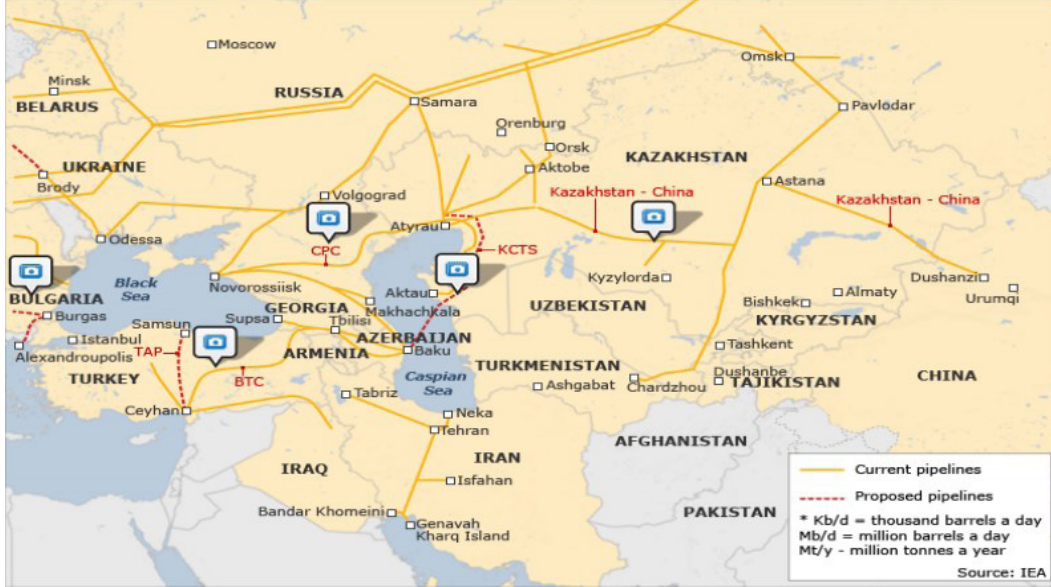 Moscow
Omsk
Minsk
BELARUS
RUSSIA
Samara
Pavlodar
Orenburg
Orsk
KAZAKHSTAN
UKRAINE
Aktobe
Brody
Volgograd
Kazakhstan - China
Astana
Kazakhstan - China
Atyrau
Odessa
CPC
KCTS
Black
Sea
Novorossiisk
Aktau
Kyzylorda
Dushanzi
BULGARIA
Makhachkala
Almaty
Urumqi
GEORGIA
UZBEKISTAN
Bishkek
Burgas
Samsun
Supsa
Tbilisi
KYRGYZSTAN
Istanbul
AZERBAIJAN
Alexandroupolis
TAP
ARMENIA
Baku
Tashkent
TURKMENISTAN
Dushanbe
TURKEY
BTC
Caspian
Sea
Ashgabat
Chardzhou
TAJIKISTAN
CHINA
Tabriz
Ceyhan
Neka
Tehran
AFGHANISTAN
IRAQ
IRAN
Isfahan
Current pipelines
Proposed pipelines
PAKISTAN
Bandar Khomeini
Genavah
Kharq Island
* Kb/d = thousand barrels a day
Mb/d = million barrels a day
Mt/y - million tonnes a year
Source: IEA